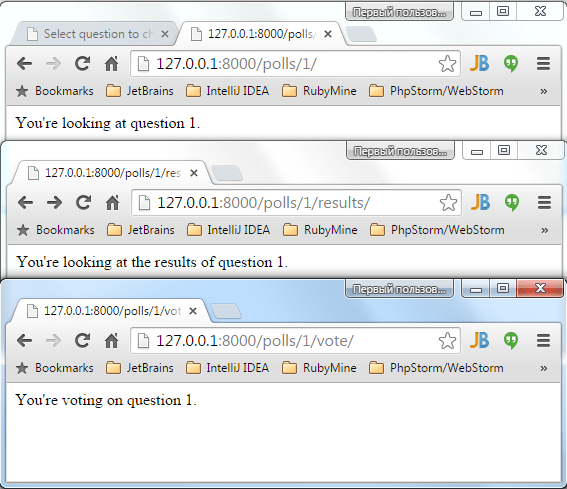 Первый пользов...
Select question to ch
127.0.0.1:8000/polls/
127.0.0.1:8000/polls/1/
JB
Bookmarks JetBrains IntelliJ IDEA RubyMine PhpStorm/WebStorm »
You're looking at question 1.
Первый пользов...
127.0.0.1:8000/polls/1/res
127.0.0.1:8000/polls/1/results/
JB
Bookmarks JetBrains IntelliJ IDEA RubyMine PhpStorm/WebStorm »
You're looking at the results of question 1.
Первый пользов...
127.0.0.1:8000/polls/1/vot
127.0.0.1:8000/polls/1/vote/
JB
Bookmarks JetBrains IntelliJ IDEA RubyMine PhpStorm/WebStorm »
You're voting on question 1.